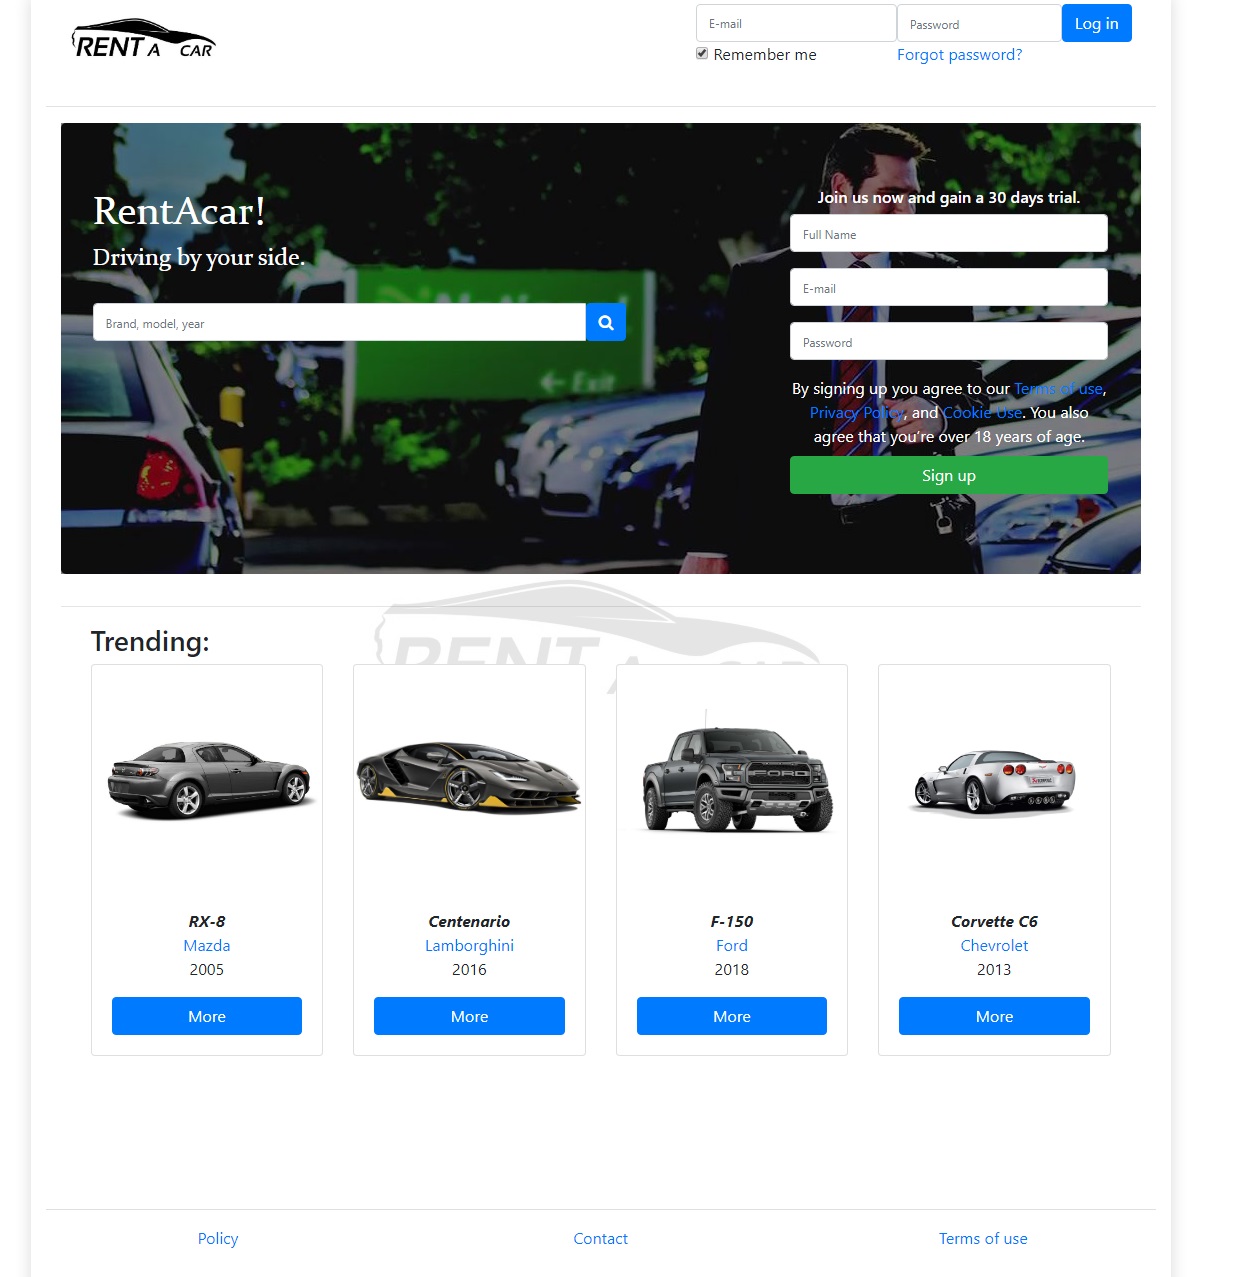 RENT A CAR
E-mail
Password
Log in
Remember me
Forgot password?
RentAcar!
Driving by your side.
Brand, model, year
← Exit
Join us now and gain a 30 days trial.
Full Name
E-mail
Password
By signing up you agree to our Terms of use,
Privacy Policy, and Cookie Use. You also
agree that you're over 18 years of age.
Sign up
RENT A CAR
Trending:
FORD
RX-8
Mazda
2005
More
Centenario
Lamborghini
2016
More
F-150
Ford
2018
More
Corvette C6
Chevrolet
2013
More
Policy
Contact
Terms of use